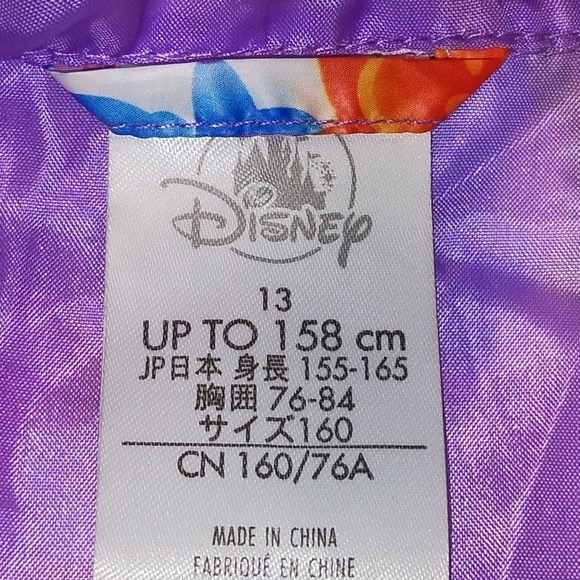 Disney
13
UP TO 158 cm
JP日本 身長 155-165
胸囲 76-84
サイズ160
CN 160/76A
MADE IN CHINA
FABRIQUÉ EN CHINE